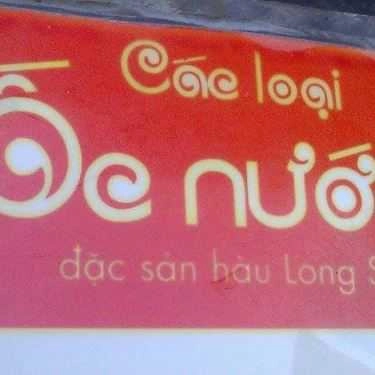 Các loại
Ốc nướ
đặc sản hàu Long S